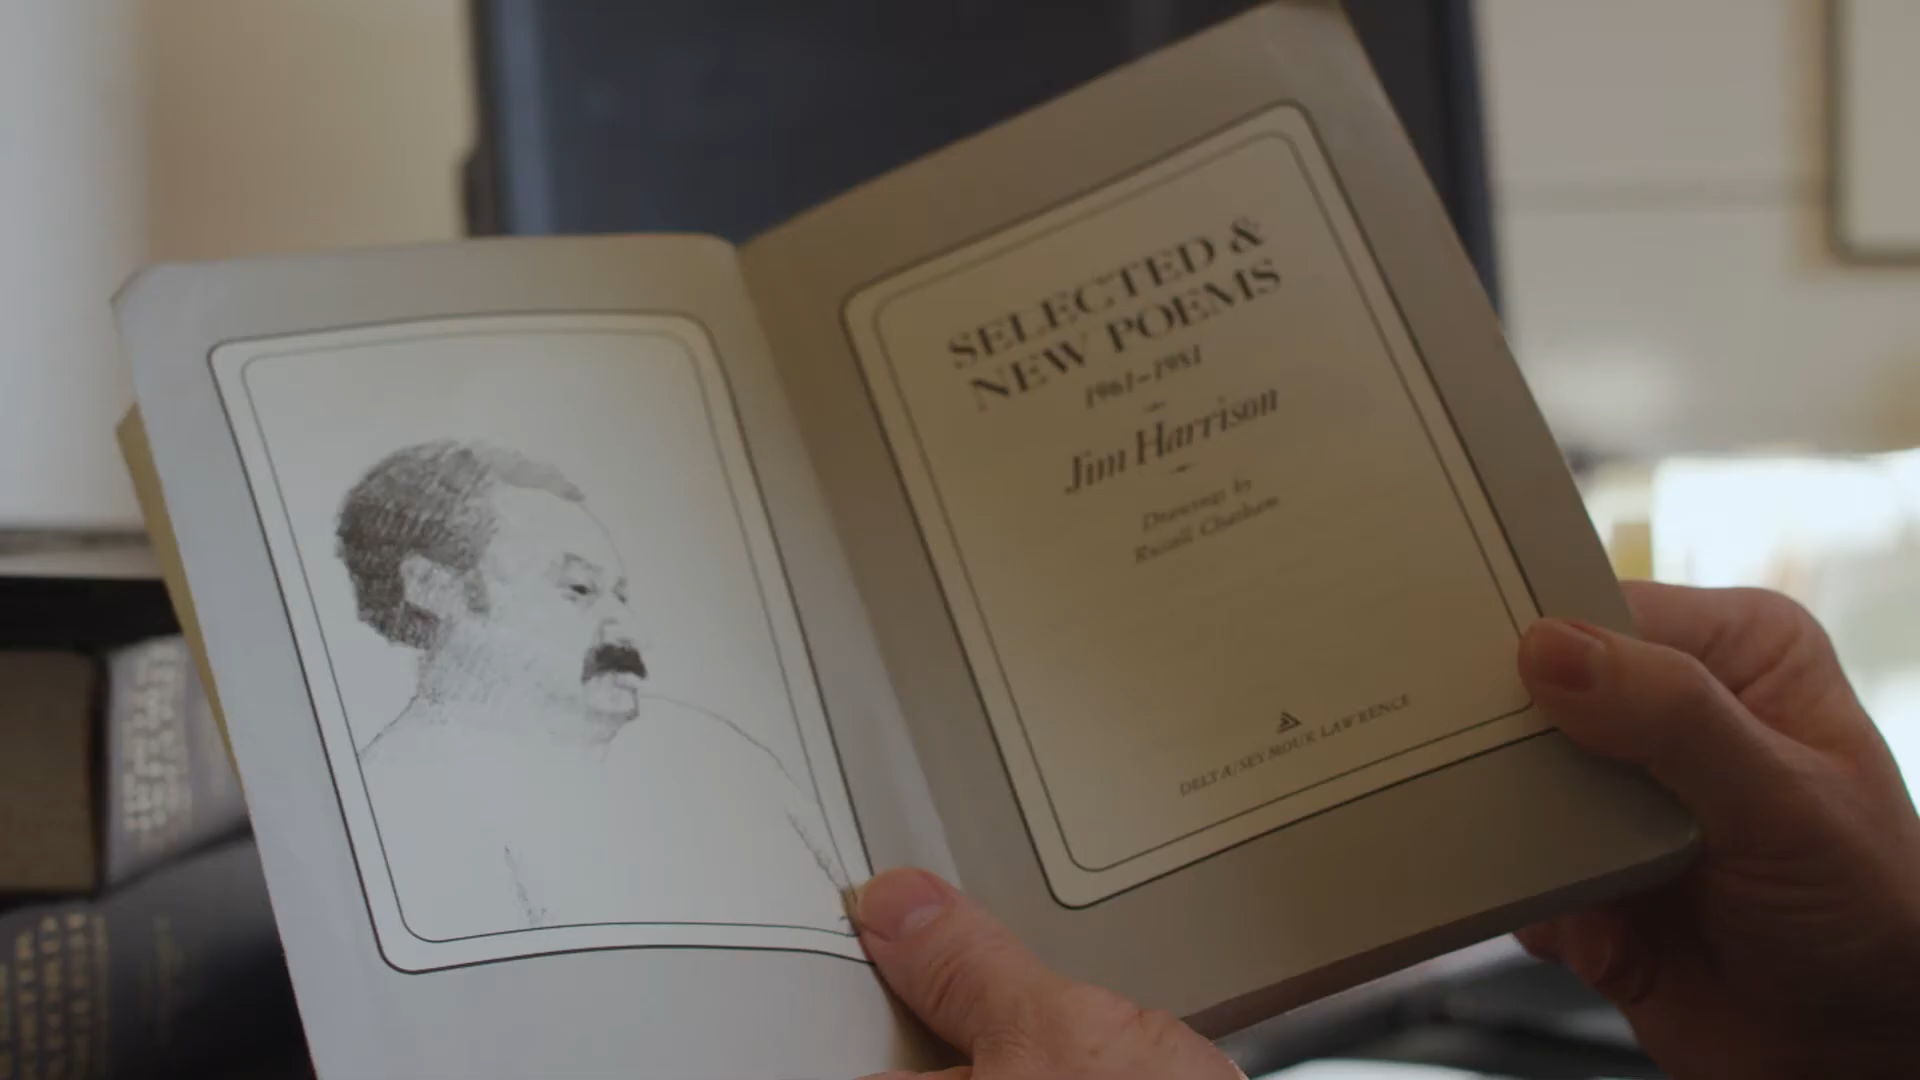 SELECTED &
NEW POEMS
1961–1981
Jim Harrison
Drawings by
Russell Chatham
DELTA/SEYMOUR LAWRENCE